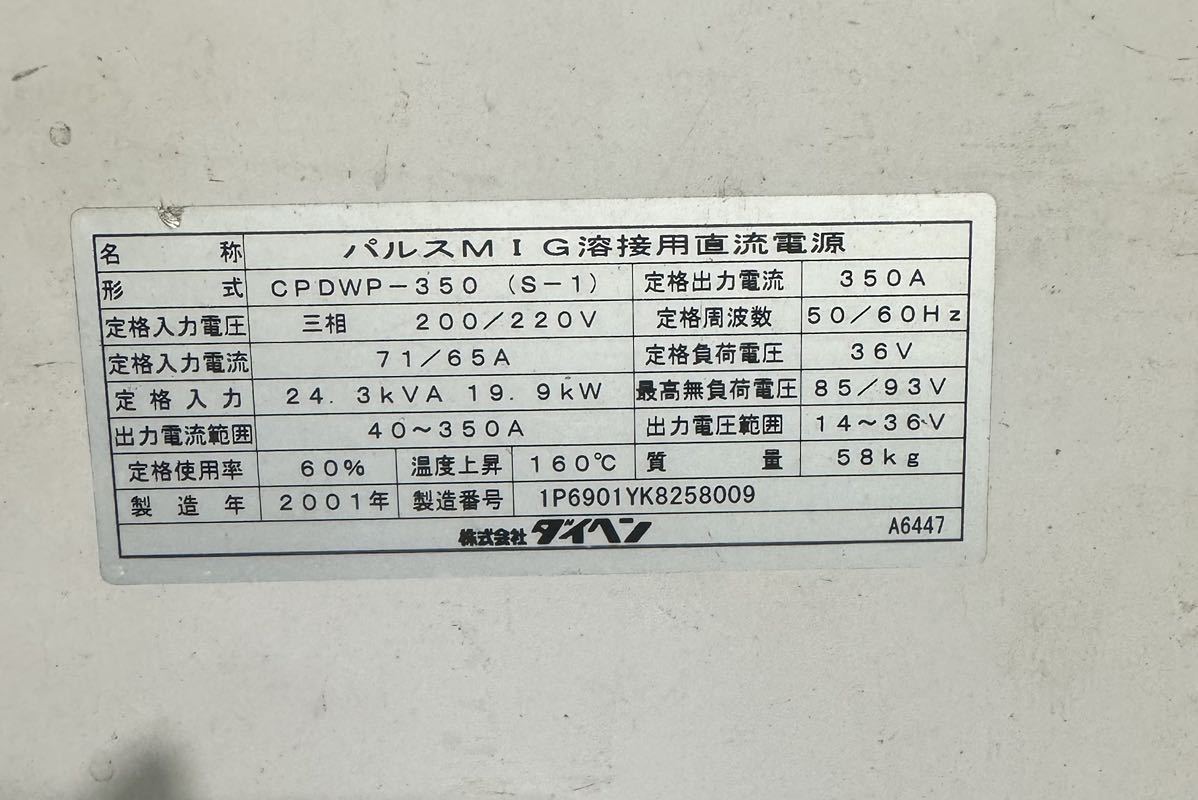 名称 パルスMIG溶接用直流電源
形式 CPDWP-350 (S-1) 定格出力電流 350A
定格入力電圧 三相 200/220V 定格周波数 50/60Hz
定格入力電流 71/65A 定格負荷電圧 36V
定格入力 24.3kVA 19.9kW 最高無負荷電圧 85/93V
出力電流範囲 40~350A 出力電圧範囲 14~36V
定格使用率 60% 温度上昇 160℃ 質量 58kg
製造年 2001年 製造番号 1P6901YK8258009
株式会社ダイヘン A6447